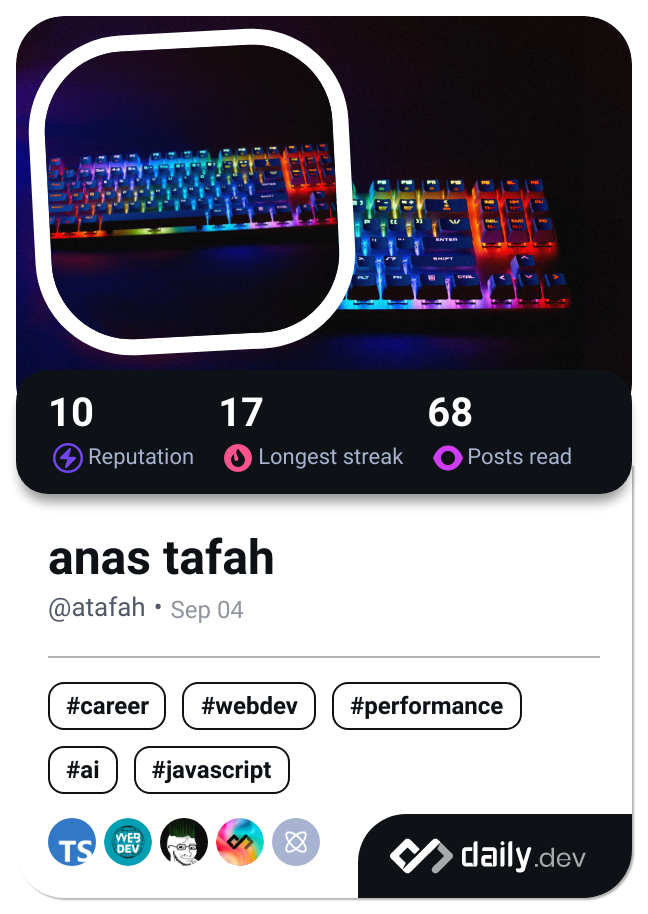 10 17 68
Reputation Longest streak Posts read
anas tafah
@atafah • Sep 04
#career #webdev #performance
#ai #javascript
TS WEB DEV
daily.dev